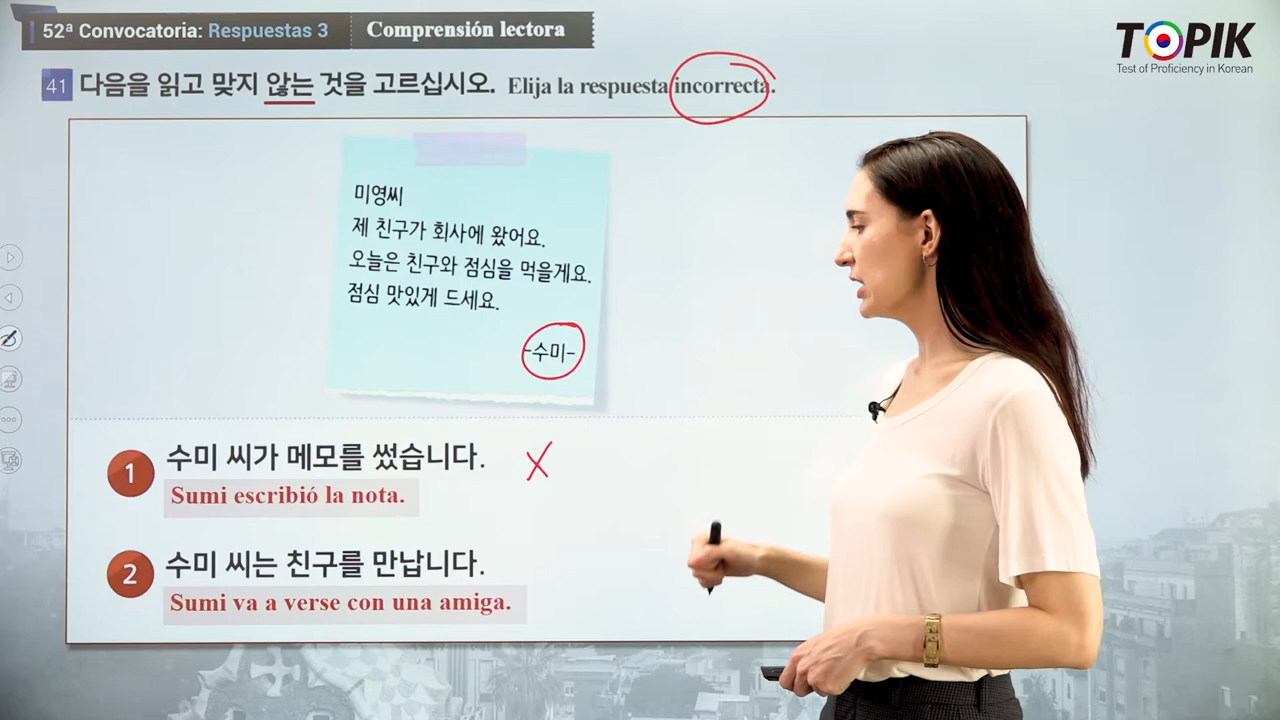 52ª Convocatoria: Respuestas 3 Comprensión lectora
TOPIK
Test of Proficiency in Korean
41 다음을 읽고 맞지 않는 것을 고르십시오. Elija la respuesta incorrecta.
미영씨
제 친구가 회사에 왔어요.
오늘은 친구와 점심을 먹을게요.
점심 맛있게 드세요.
-수미-
1 수미 씨가 메모를 썼습니다. X
Sumi escribió la nota.
2 수미 씨는 친구를 만납니다.
Sumi va a verse con una amiga.